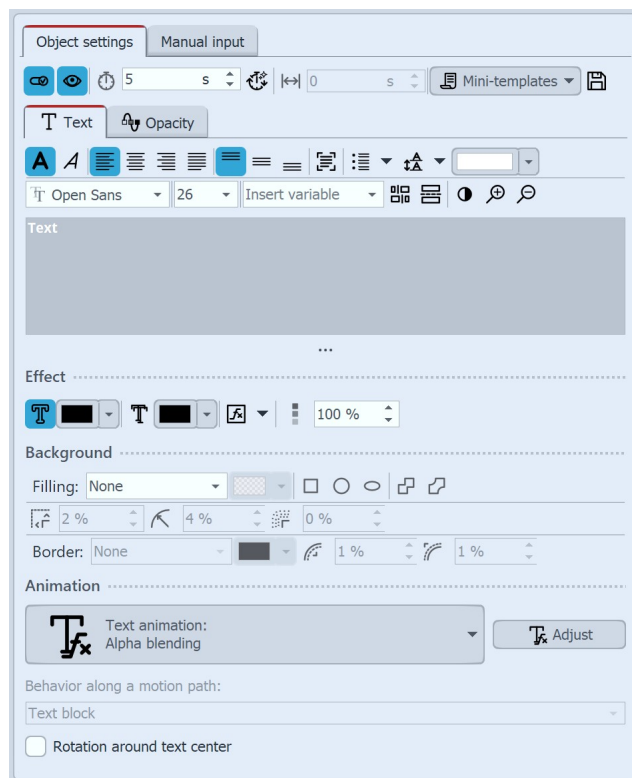 Object settings Manual input
5 s 0 s Mini-templates
T Text Opacity
A A
Tr Open Sans 26 Insert variable
Text
...
Effect
T T fx 100 %
Background
Filling: None
2 % 4 % 0 %
Border: None 1 % 1 %
Animation
Text animation:
Alpha blending
Adjust
Behavior along a motion path:
Text block
Rotation around text center